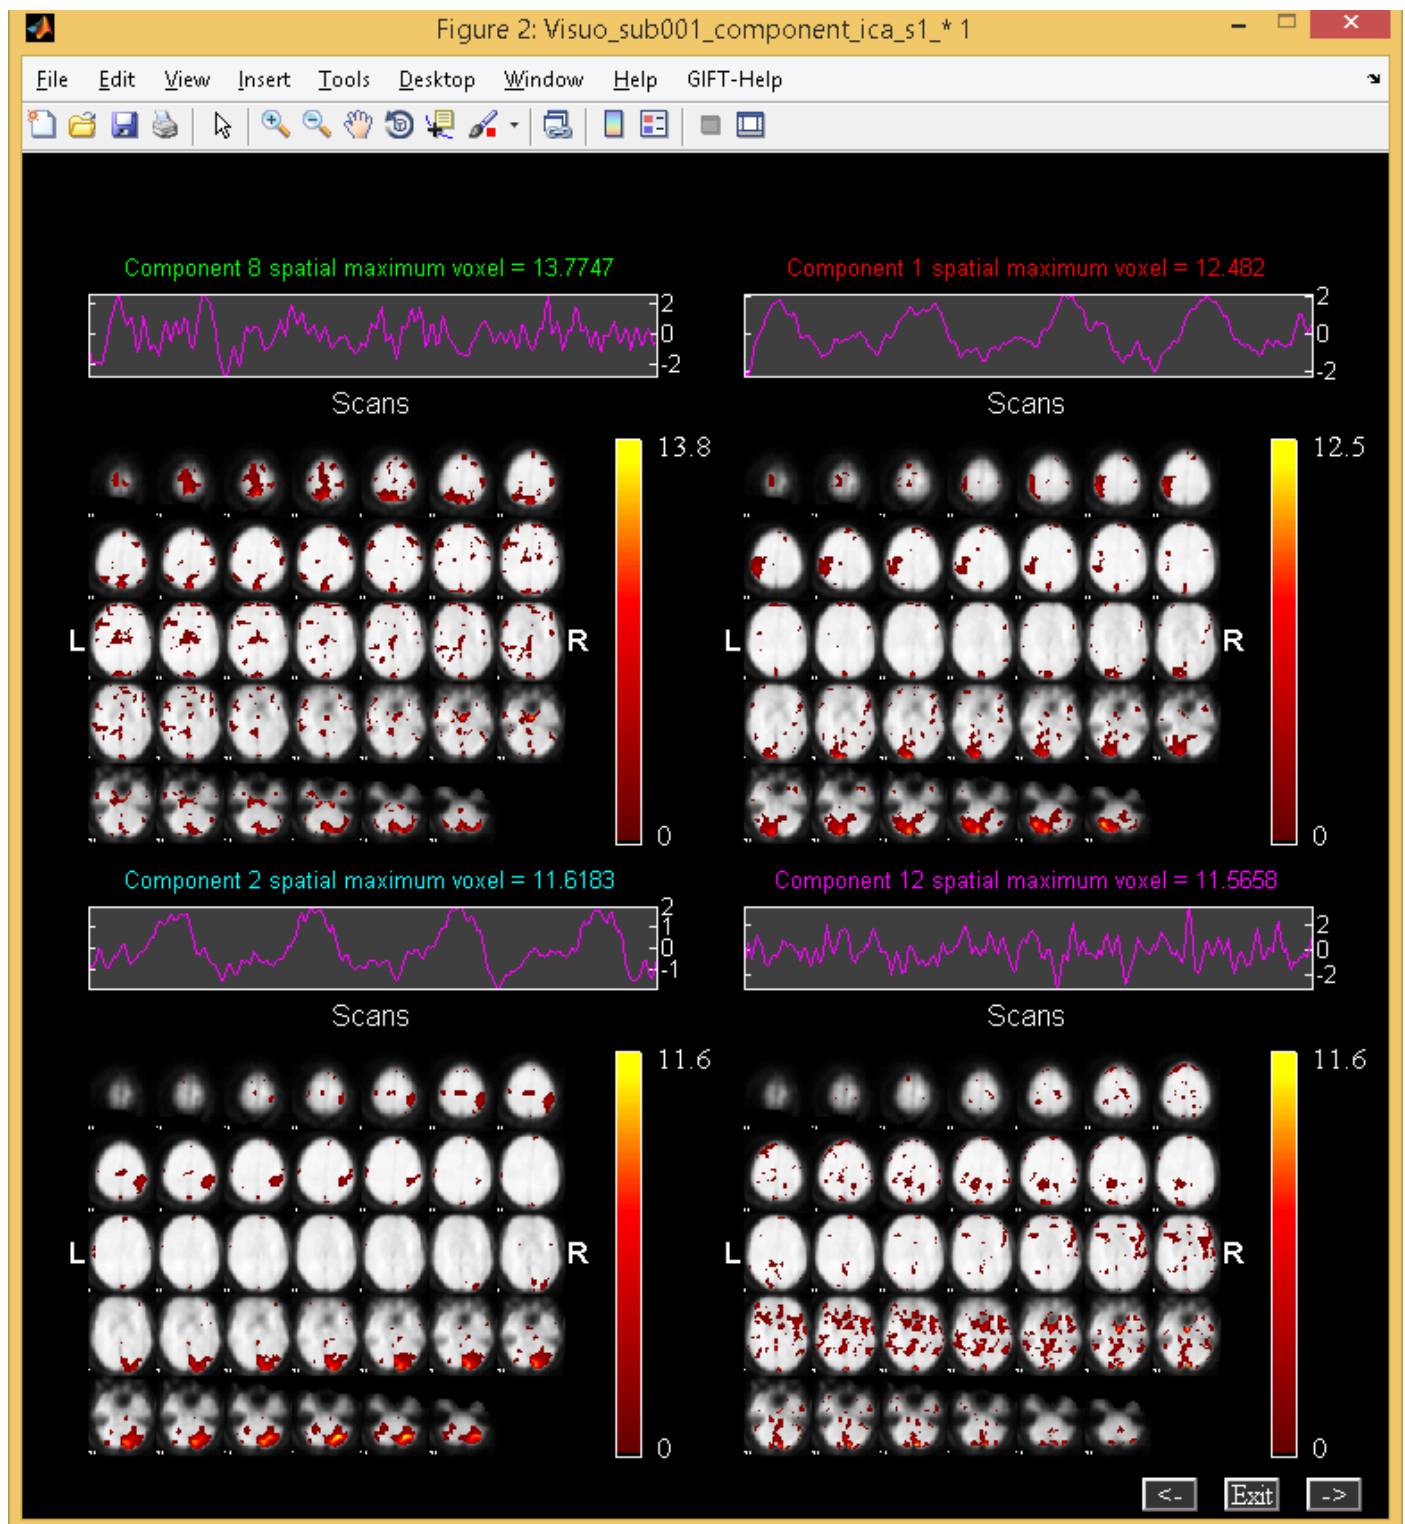 Figure 2: Visuo_sub001_component_ica_s1_* 1
File Edit View Insert Tools Desktop Window Help GIFT-Help
Component 8 spatial maximum voxel = 13.7747
2
0
-2
Scans
13.8
L
R
0
Component 1 spatial maximum voxel = 12.482
2
0
-2
Scans
12.5
L
R
0
Component 2 spatial maximum voxel = 11.6183
2
1
0
-1
Scans
11.6
L
R
0
Component 12 spatial maximum voxel = 11.5658
2
0
-2
Scans
11.6
L
R
0
<- Exit ->